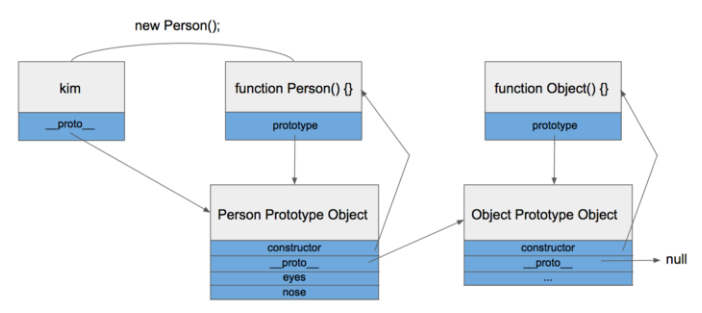 new Person();
kim
__proto__
function Person() {}
prototype
function Object() {}
prototype
Person Prototype Object
constructor
__proto__
eyes
nose
Object Prototype Object
constructor
__proto__
...
null